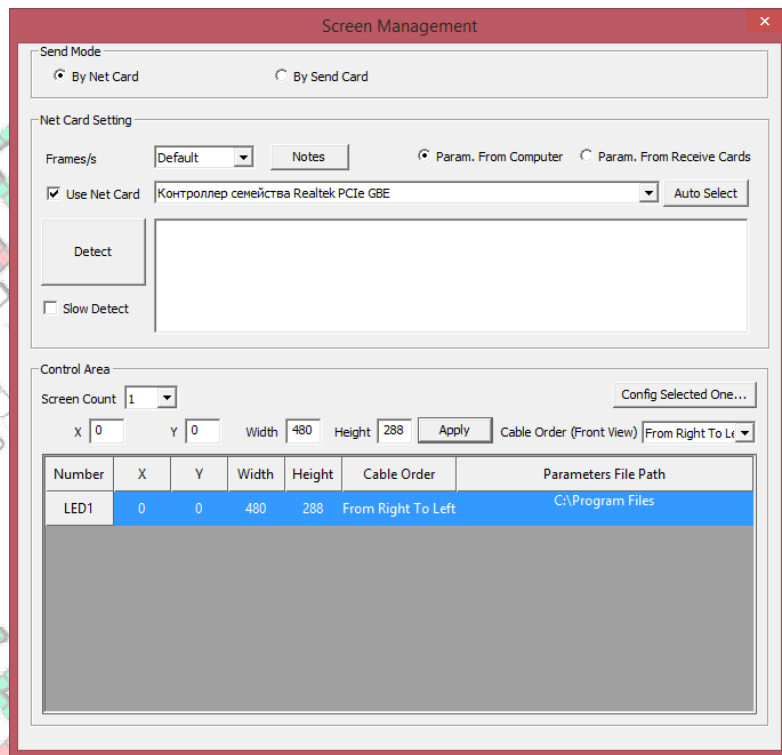 Screen Management
Send Mode
By Net Card By Send Card
Net Card Setting
Frames/s Default Notes Param. From Computer Param. From Receive Cards
Use Net Card Контроллер семейства Realtek PCIe GBE Auto Select
Detect
Slow Detect
Control Area
Screen Count 1 Config Selected One...
X 0 Y 0 Width 480 Height 288 Apply Cable Order (Front View) From Right To Le
Number X Y Width Height Cable Order Parameters File Path
LED1 0 0 480 288 From Right To Left C:\Program Files